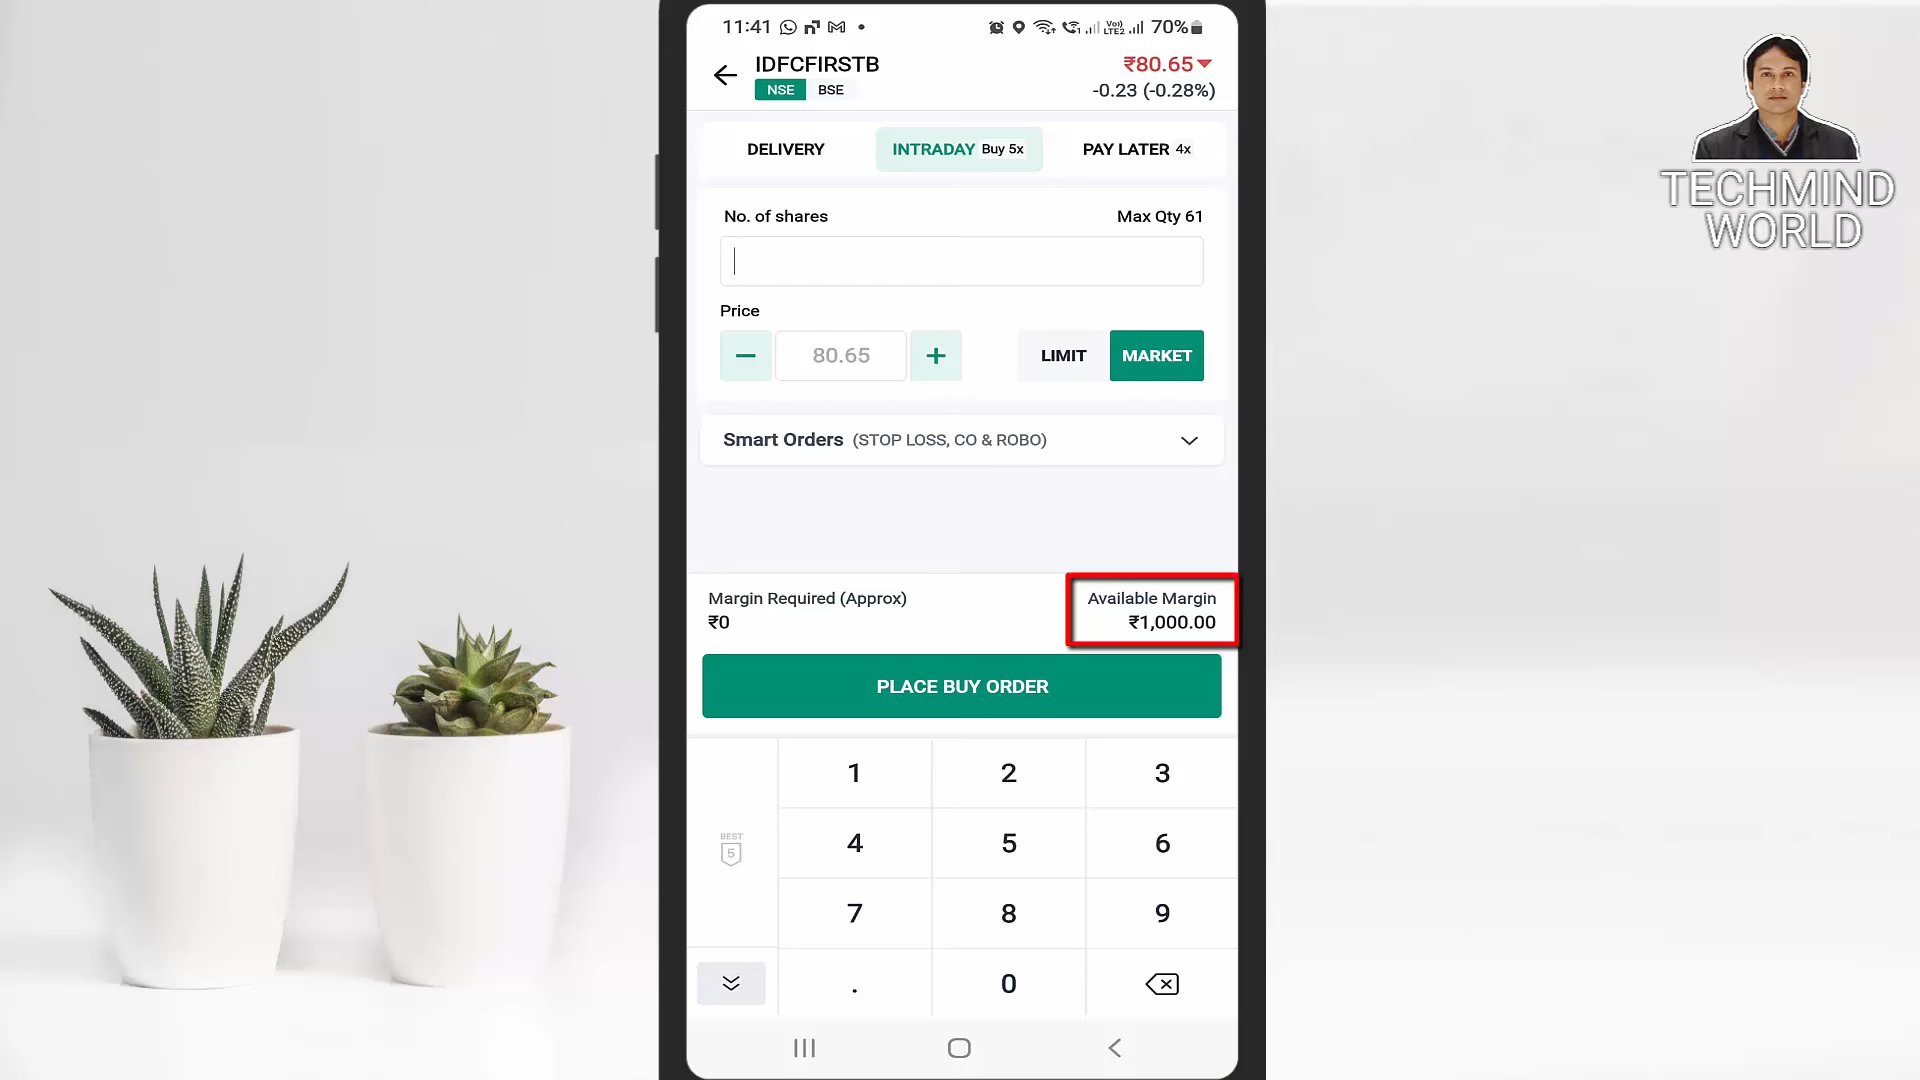 11:41
Vo))
LTE2
70%
IDFCFIRSTB
₹80.65
NSE BSE
-0.23 (-0.28%)
DELIVERY
INTRADAY Buy 5x
PAY LATER 4x
No. of shares
Max Qty 61
Price
80.65
LIMIT
MARKET
Smart Orders (STOP LOSS, CO & ROBO)
Margin Required (Approx)
₹0
Available Margin
₹1,000.00
PLACE BUY ORDER
1 2 3
BEST
5
4 5 6
7 8 9
. 0
TECHMIND
WORLD